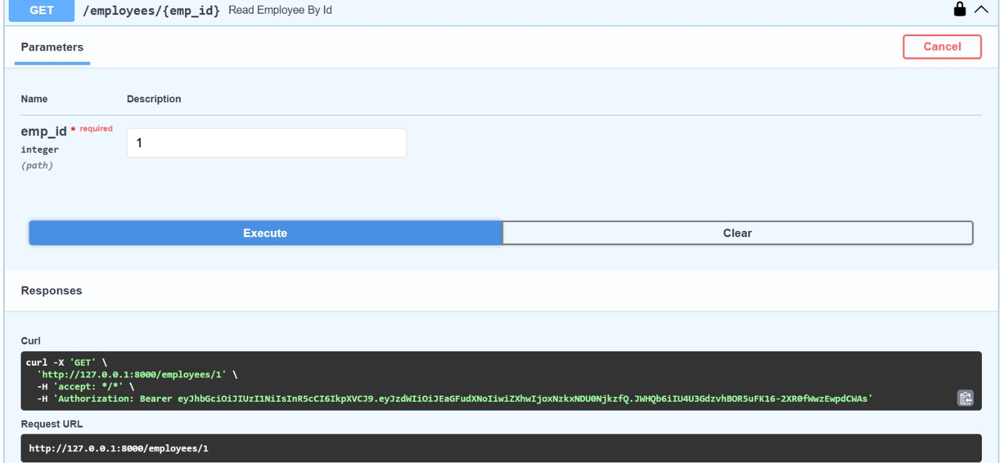 GET /employees/{emp_id} Read Employee By Id
Parameters
Cancel
Name Description
emp_id * required
integer
(path)
1
Execute Clear
Responses
Curl
curl -X 'GET' \
'http://127.0.0.1:8000/employees/1' \
-H 'accept: */*' \
-H 'Authorization: Bearer eyJhbGciOiJIUzI1NiIsInR5cCI6IkpXVCJ9.eyJzdWIiOiJEaGFudXNoIiwiZXhwIjoxNzkxNDU0NjkzfQ.JWHQb6iIU4U3GdzvhBOR5uFK16-2XR0fWwzEwpdCWAs'
Request URL
http://127.0.0.1:8000/employees/1